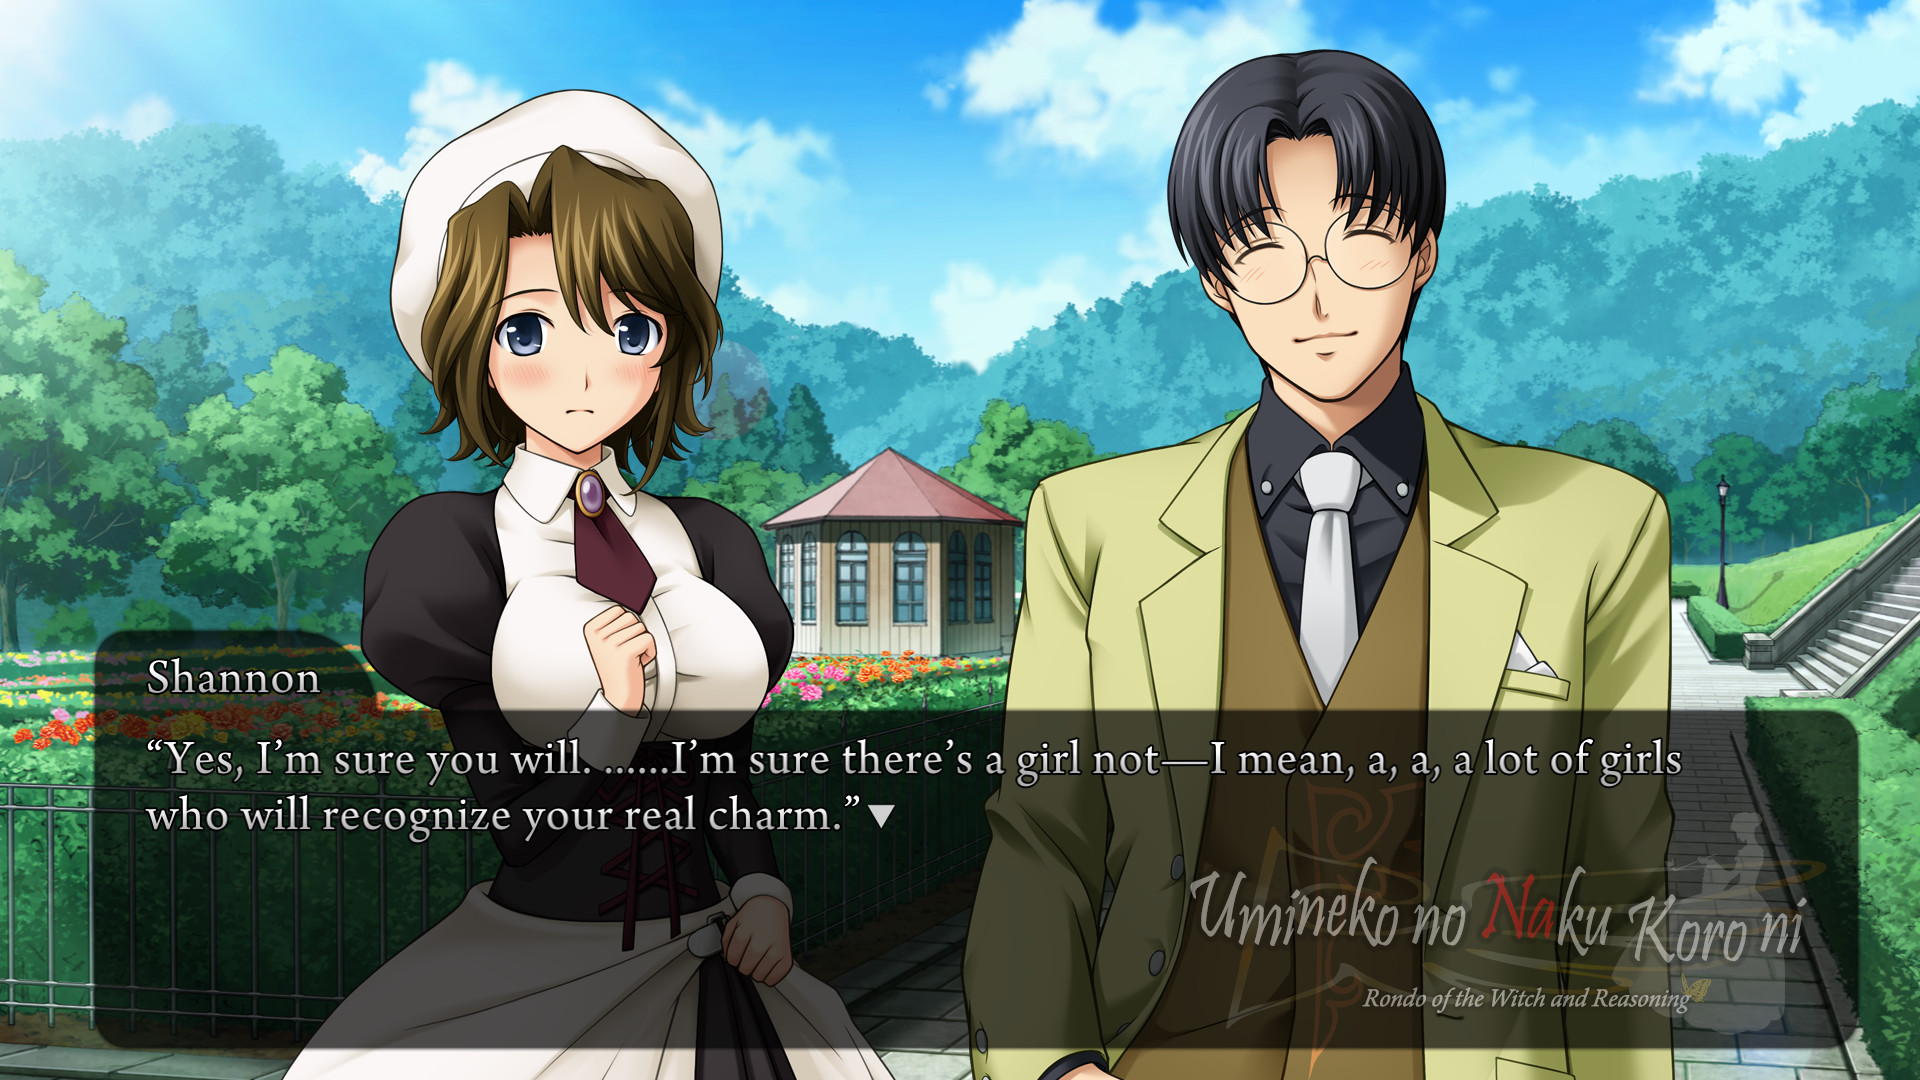 Shannon
“Yes, I’m sure you will. ......I’m sure there’s a girl not—I mean, a, a, a lot of girls
who will recognize your real charm.”
Umineko no Naku Koro ni
Rondo of the Witch and Reasoning